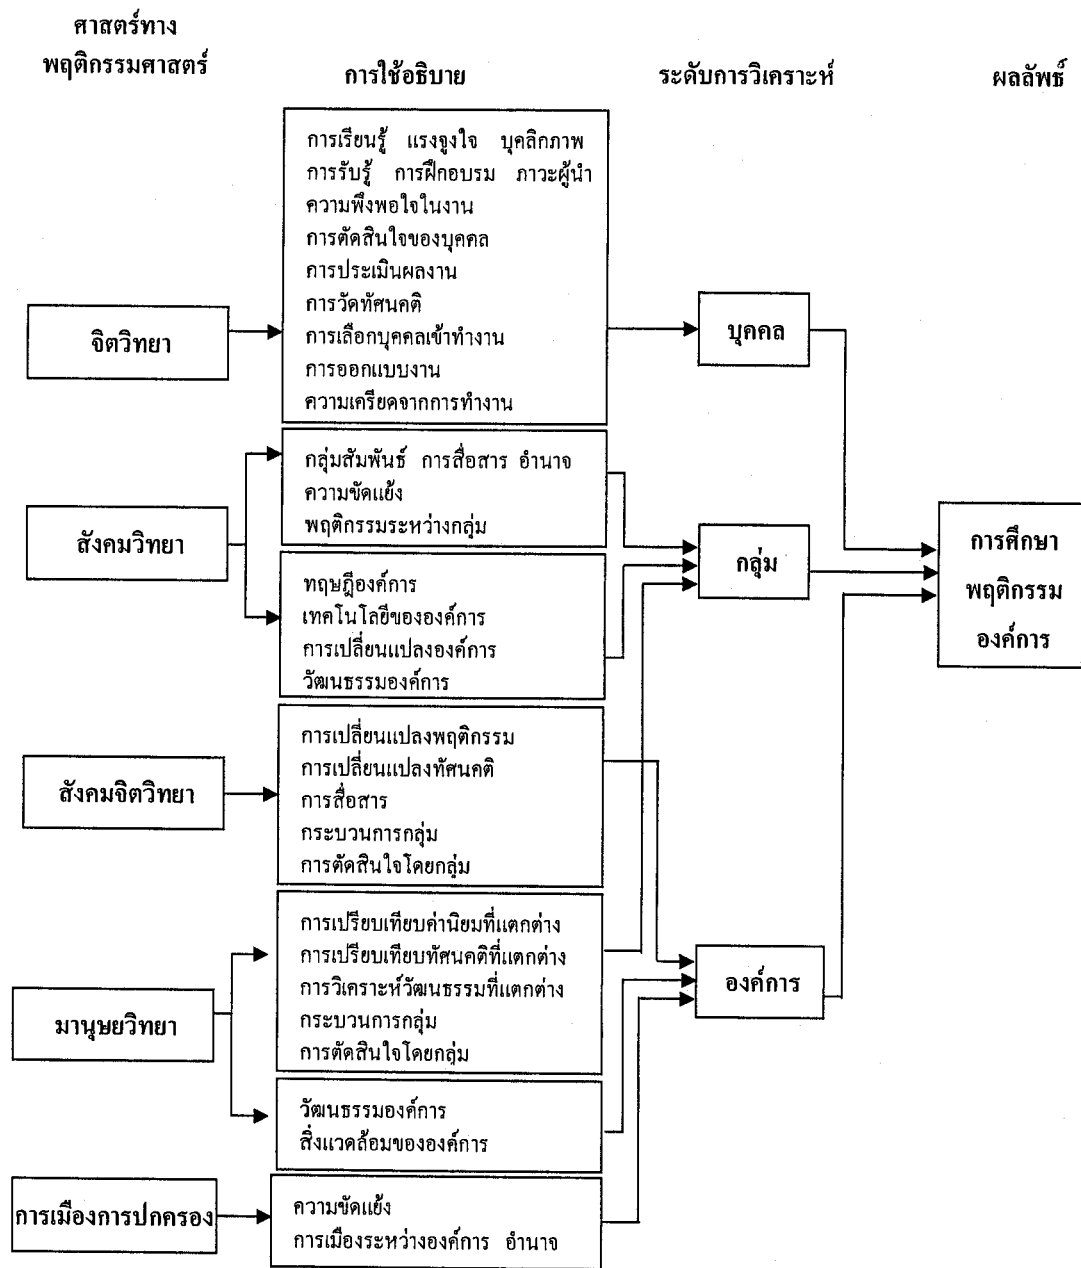 ศาสตร์ทาง
พฤติกรรมศาสตร์
การใช้อธิบาย
ระดับการวิเคราะห์
ผลลัพธ์
การเรียนรู้ แรงจูงใจ บุคลิกภาพ
การรับรู้ การฝึกอบรม ภาวะผู้นำ
ความพึงพอใจในงาน
การตัดสินใจของบุคคล
การประเมินผลงาน
การวัดทัศนคติ
การเลือกบุคคลเข้าทำงาน
การออกแบบงาน
ความเครียดจากการทำงาน
จิตวิทยา
บุคคล
กลุ่มสัมพันธ์ การสื่อสาร อำนาจ
ความขัดแย้ง
พฤติกรรมระหว่างกลุ่ม
สังคมวิทยา
ทฤษฎีองค์การ
เทคโนโลยีขององค์การ
การเปลี่ยนแปลงองค์การ
วัฒนธรรมองค์การ
กลุ่ม
การศึกษา
พฤติกรรม
องค์การ
สังคมจิตวิทยา
การเปลี่ยนแปลงพฤติกรรม
การเปลี่ยนแปลงทัศนคติ
การสื่อสาร
กระบวนการกลุ่ม
การตัดสินใจโดยกลุ่ม
มานุษยวิทยา
การเปรียบเทียบค่านิยมที่แตกต่าง
การเปรียบเทียบทัศนคติที่แตกต่าง
การวิเคราะห์วัฒนธรรมที่แตกต่าง
กระบวนการกลุ่ม
การตัดสินใจโดยกลุ่ม
องค์การ
วัฒนธรรมองค์การ
สิ่งแวดล้อมขององค์การ
การเมืองการปกครอง
ความขัดแย้ง
การเมืองระหว่างองค์การ อำนาจ